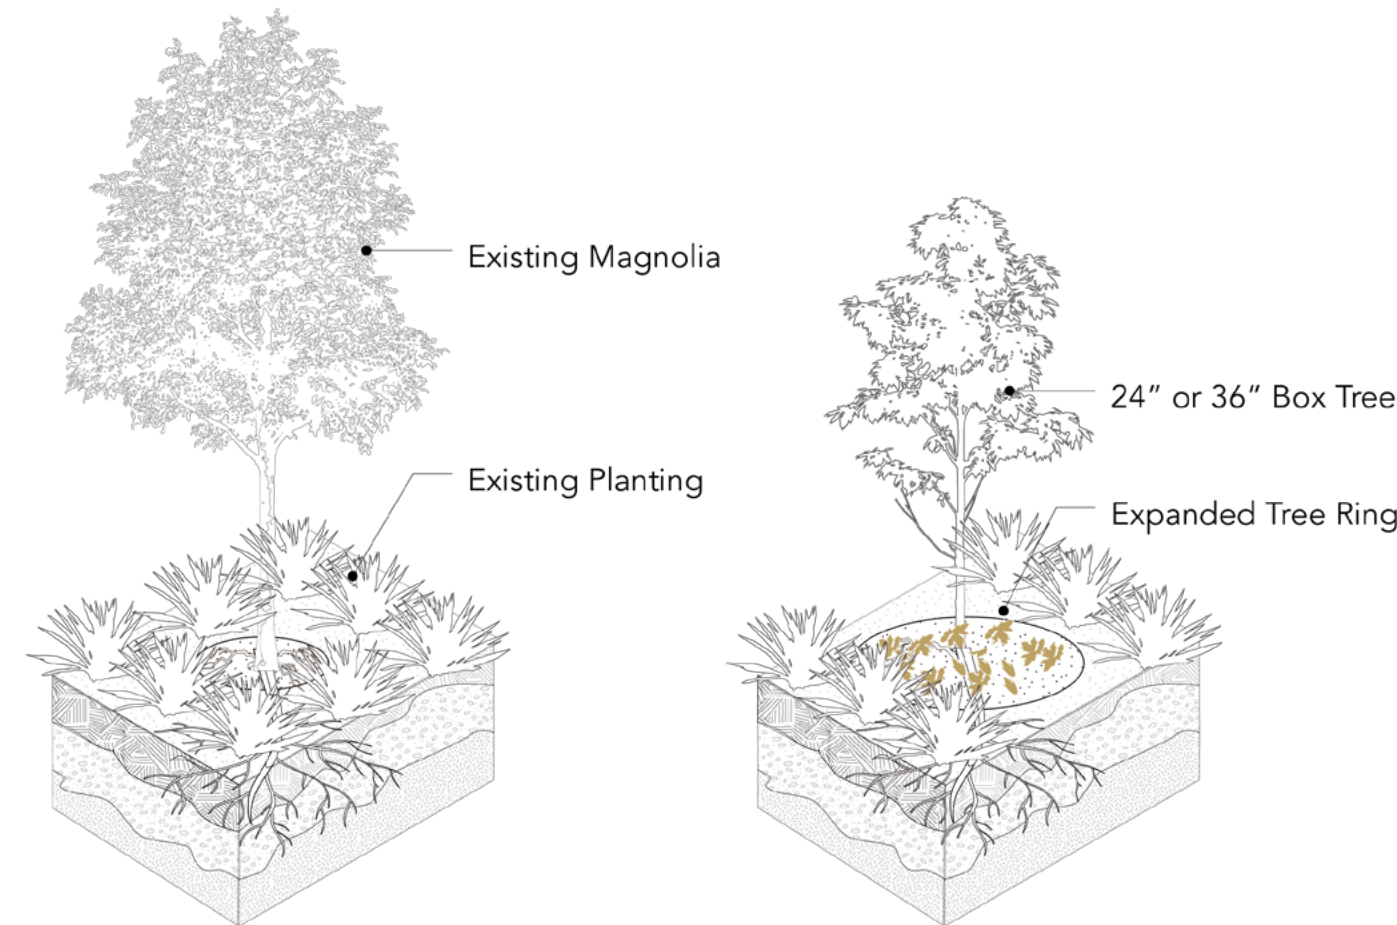 Existing Magnolia
Existing Planting
24” or 36” Box Tree
Expanded Tree Ring